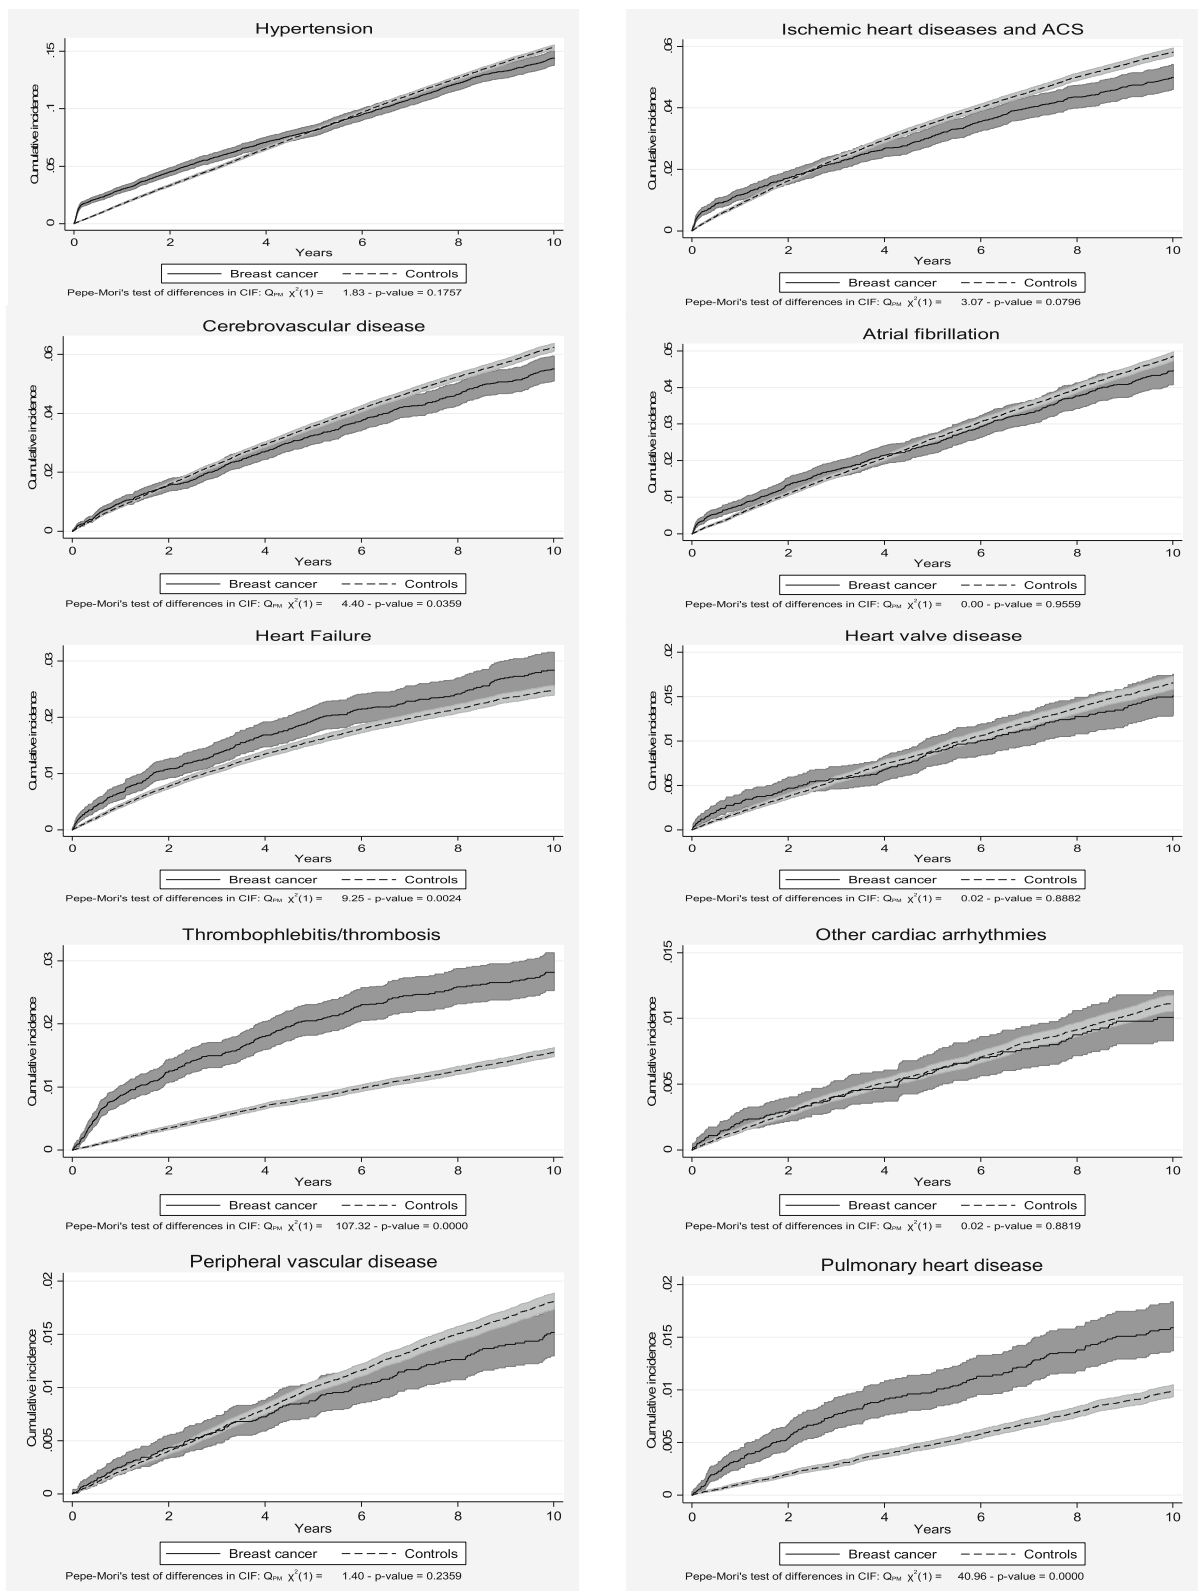 Hypertension
Cumulative incidence
0 .05 .1 .15
0 2 4 6 8 10
Years
Breast cancer Controls
Pepe-Mori's test of differences in CIF: QPM χ²(1) = 1.83 - p-value = 0.1757
Ischemic heart diseases and ACS
Cumulative incidence
0 .02 .04 .06
0 2 4 6 8 10
Years
Breast cancer Controls
Pepe-Mori's test of differences in CIF: QPM χ²(1) = 3.07 - p-value = 0.0796
Cerebrovascular disease
Cumulative incidence
0 .02 .04 .06
0 2 4 6 8 10
Years
Breast cancer Controls
Pepe-Mori's test of differences in CIF: QPM χ²(1) = 4.40 - p-value = 0.0359
Atrial fibrillation
Cumulative incidence
0 .01 .02 .03 .04 .05
0 2 4 6 8 10
Years
Breast cancer Controls
Pepe-Mori's test of differences in CIF: QPM χ²(1) = 0.00 - p-value = 0.9559
Heart Failure
Cumulative incidence
0 .01 .02 .03
0 2 4 6 8 10
Years
Breast cancer Controls
Pepe-Mori's test of differences in CIF: QPM χ²(1) = 9.25 - p-value = 0.0024
Heart valve disease
Cumulative incidence
0 .005 .01 .015 .02
0 2 4 6 8 10
Years
Breast cancer Controls
Pepe-Mori's test of differences in CIF: QPM χ²(1) = 0.02 - p-value = 0.8882
Thrombophlebitis/thrombosis
Cumulative incidence
0 .01 .02 .03
0 2 4 6 8 10
Years
Breast cancer Controls
Pepe-Mori's test of differences in CIF: QPM χ²(1) = 107.32 - p-value = 0.0000
Other cardiac arrhythmies
Cumulative incidence
0 .005 .01 .015
0 2 4 6 8 10
Years
Breast cancer Controls
Pepe-Mori's test of differences in CIF: QPM χ²(1) = 0.02 - p-value = 0.8819
Peripheral vascular disease
Cumulative incidence
0 .005 .01 .015 .02
0 2 4 6 8 10
Years
Breast cancer Controls
Pepe-Mori's test of differences in CIF: QPM χ²(1) = 1.40 - p-value = 0.2359
Pulmonary heart disease
Cumulative incidence
0 .005 .01 .015 .02
0 2 4 6 8 10
Years
Breast cancer Controls
Pepe-Mori's test of differences in CIF: QPM χ²(1) = 40.96 - p-value = 0.0000